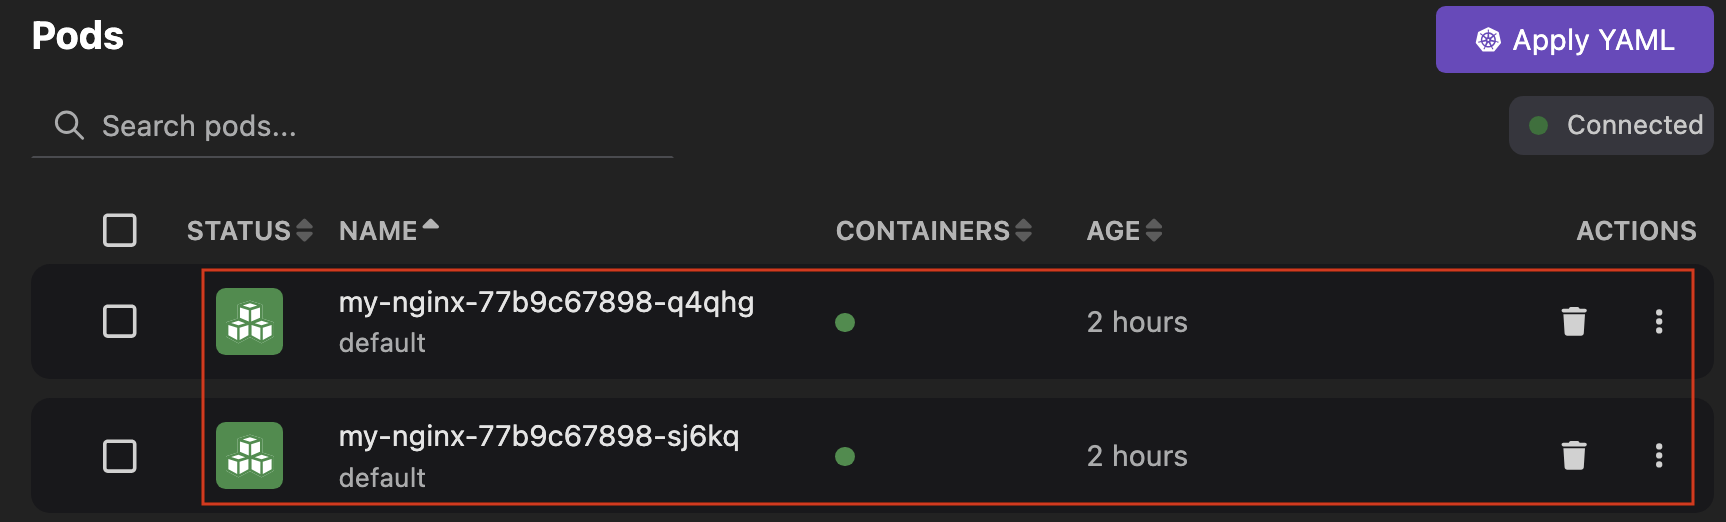 Pods
Apply YAML
Search pods...
Connected
STATUS NAME CONTAINERS AGE ACTIONS
my-nginx-77b9c67898-q4qhg
default
2 hours
my-nginx-77b9c67898-sj6kq
default
2 hours